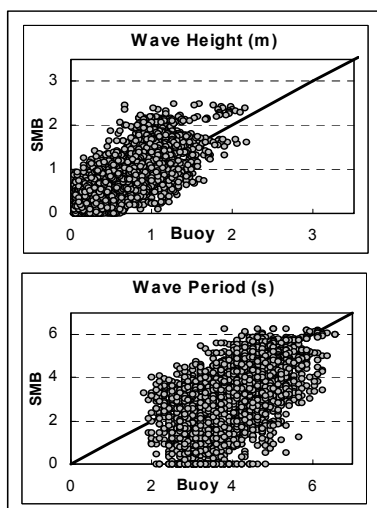 Wave Height (m)
3
2
1
0
SMB
0 1 2 3
Buoy
Wave Period (s)
6
4
2
0
SMB
0 2 4 6
Buoy